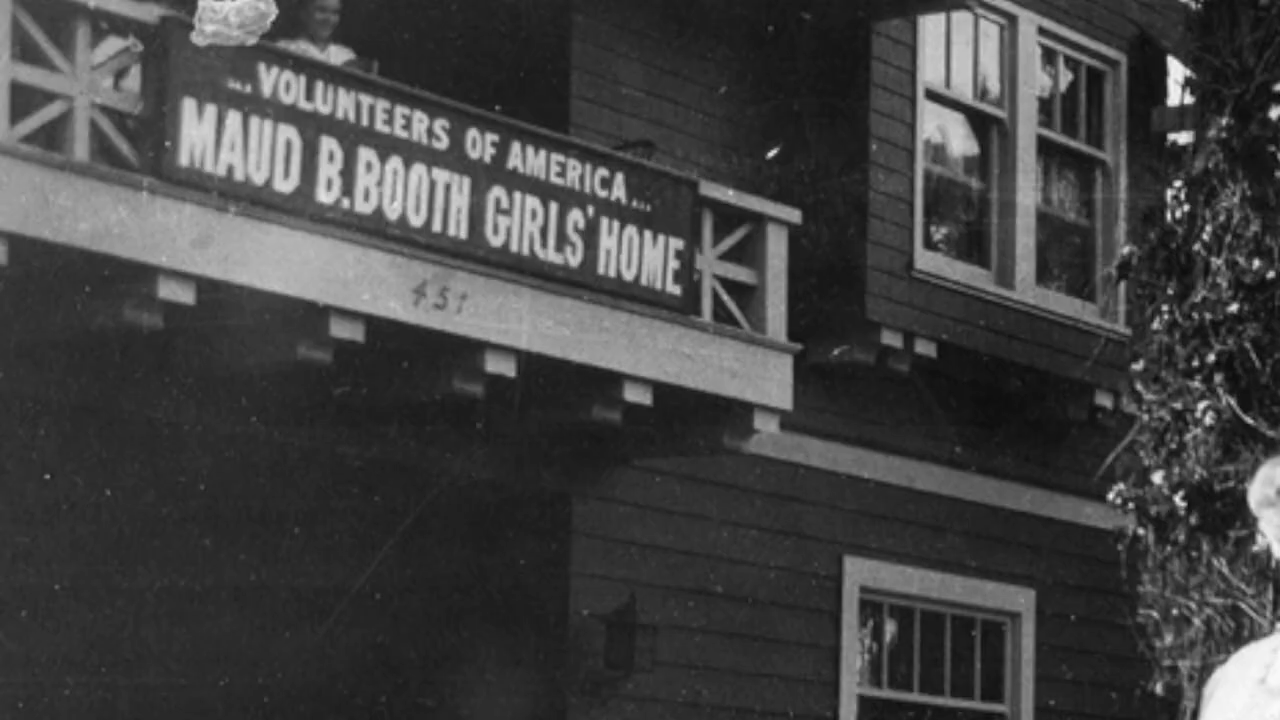 ...VOLUNTEERS OF AMERICA...
MAUD B. BOOTH GIRLS' HOME
451